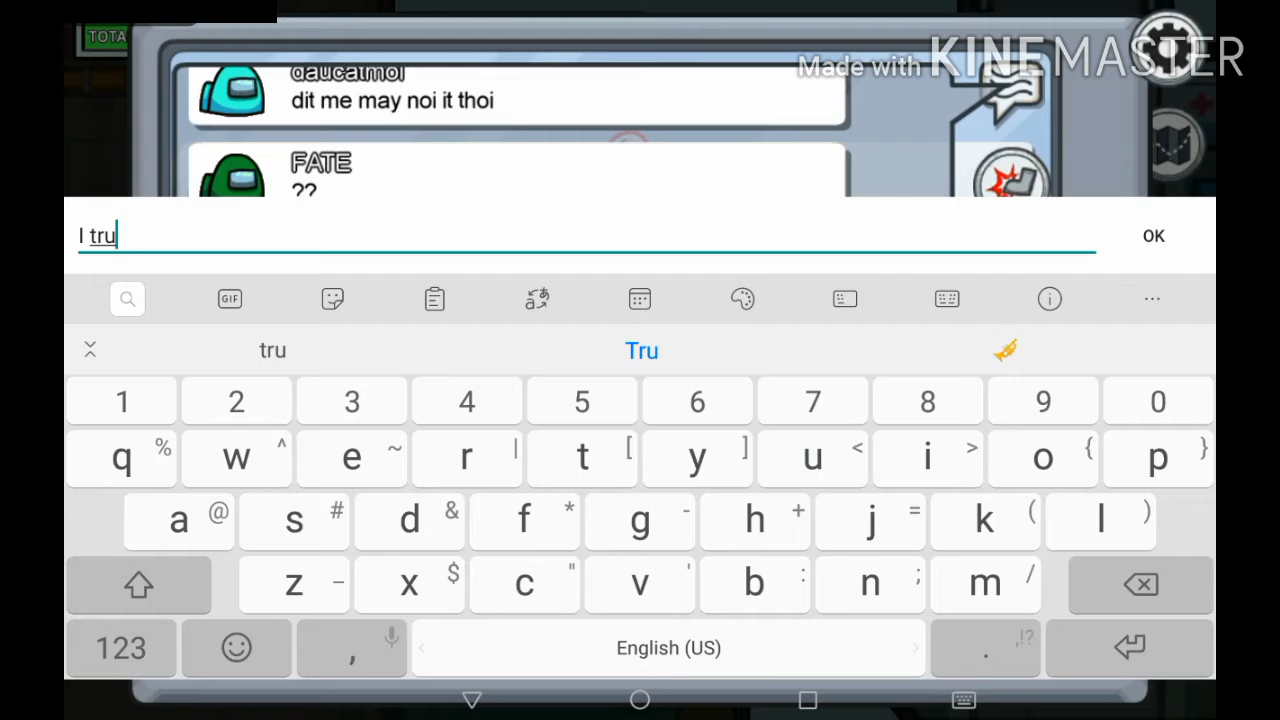 TOTA
Made with KINEMASTER
daucatmoi
dit me may noi it thoi
FATE
??
I tru
OK
GIF
tru
Tru
1 2 3 4 5 6 7 8 9 0
q % w ^ e ~ r | t [ y ] u < i > o { p }
a @ s # d & f * g - h + j = k ( l )
z _ x $ c " v ' b : n ; m /
123 , English (US) . ,!?